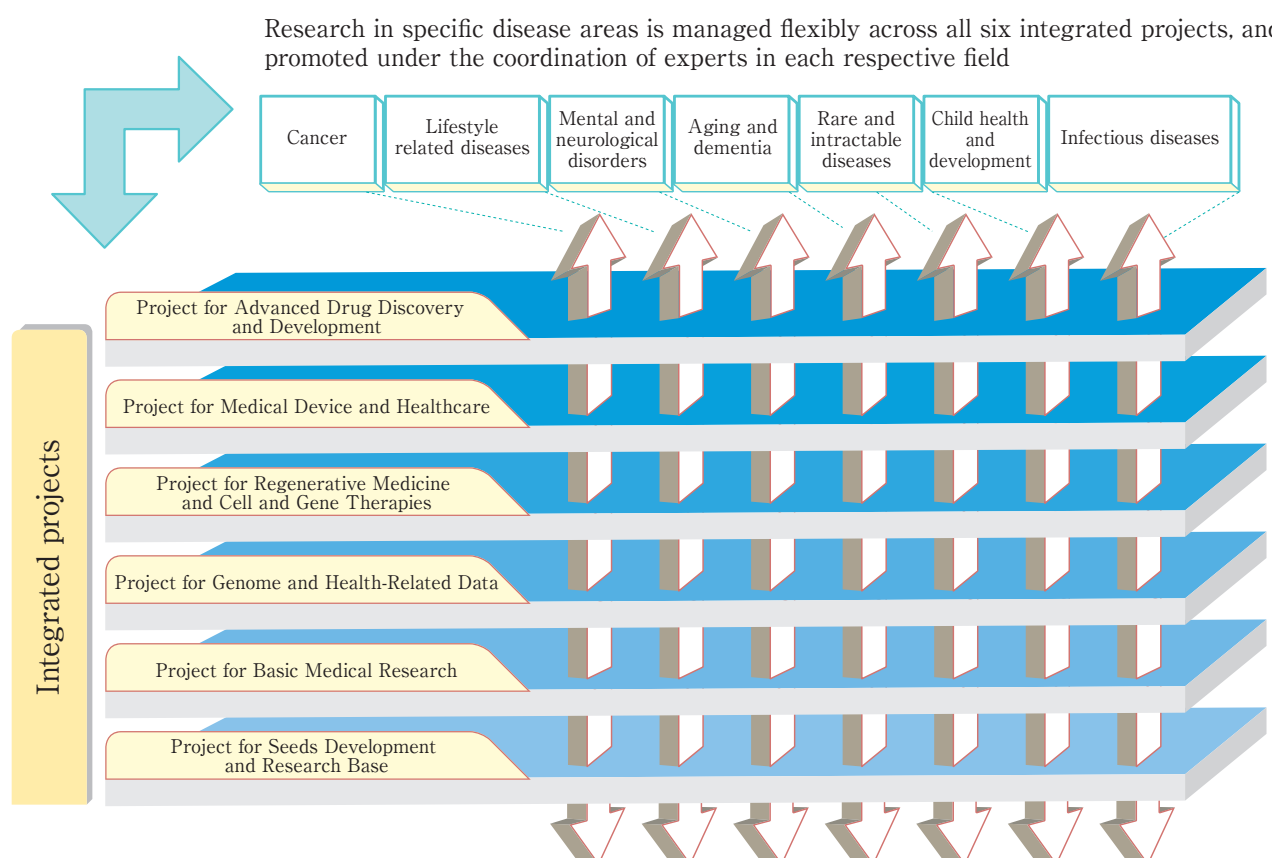 Research in specific disease areas is managed flexibly across all six integrated projects, and
promoted under the coordination of experts in each respective field
Cancer
Lifestyle
related diseases
Mental and
neurological
disorders
Aging and
dementia
Rare and
intractable
diseases
Child health
and
development
Infectious diseases
Integrated projects
Project for Advanced Drug Discovery
and Development
Project for Medical Device and Healthcare
Project for Regenerative Medicine
and Cell and Gene Therapies
Project for Genome and Health-Related Data
Project for Basic Medical Research
Project for Seeds Development
and Research Base